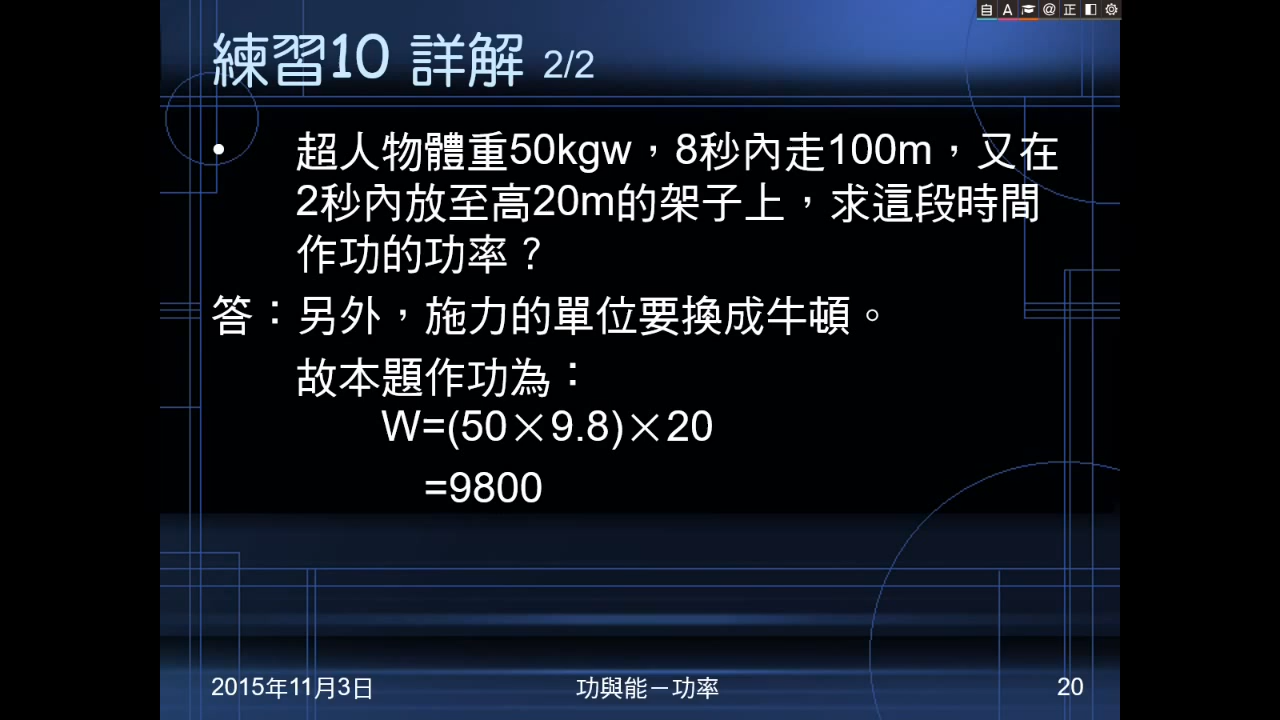 自 A @ 正
練習10 詳解 2/2
• 超人物體重50kgw，8秒內走100m，又在
2秒內放至高20m的架子上，求這段時間
作功的功率？
答：另外，施力的單位要換成牛頓。
故本題作功為：
W=(50×9.8)×20
=9800
2015年11月3日 功與能－功率 20